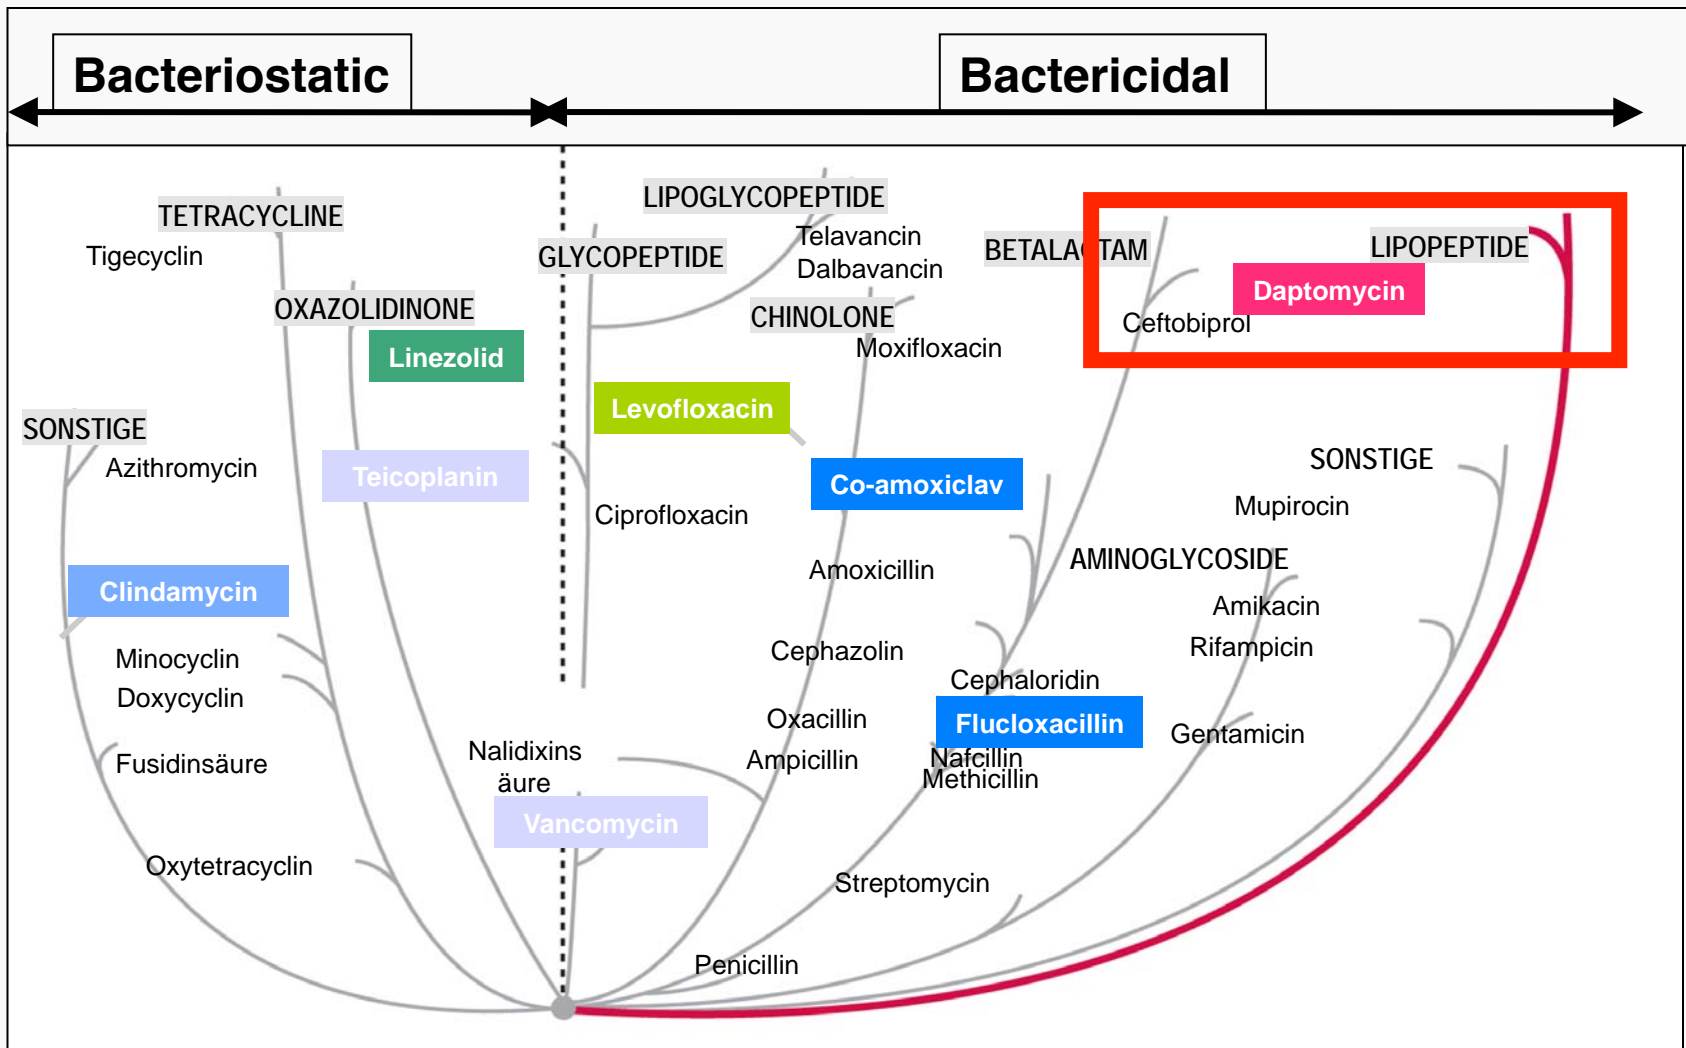 Bacteriostatic
Bactericidal
TETRACYCLINE
Tigecyclin
OXAZOLIDINONE
Linezolid
SONSTIGE
Azithromycin
Teicoplanin
Clindamycin
Minocyclin
Doxycyclin
Fusidinsäure
Oxytetracyclin
LIPOGLYCOPEPTIDE
Telavancin
Dalbavancin
GLYCOPEPTIDE
CHINOLONE
Moxifloxacin
Levofloxacin
Ciprofloxacin
Nalidixins
äure
Vancomycin
BETALACTAM
Ceftobiprol
Co-amoxiclav
Amoxicillin
Cephazolin
Cephaloridin
Oxacillin
Flucloxacillin
Ampicillin
Nafcillin
Methicillin
Penicillin
LIPOPEPTIDE
Daptomycin
SONSTIGE
Mupirocin
AMINOGLYCOSIDE
Amikacin
Rifampicin
Gentamicin
Streptomycin